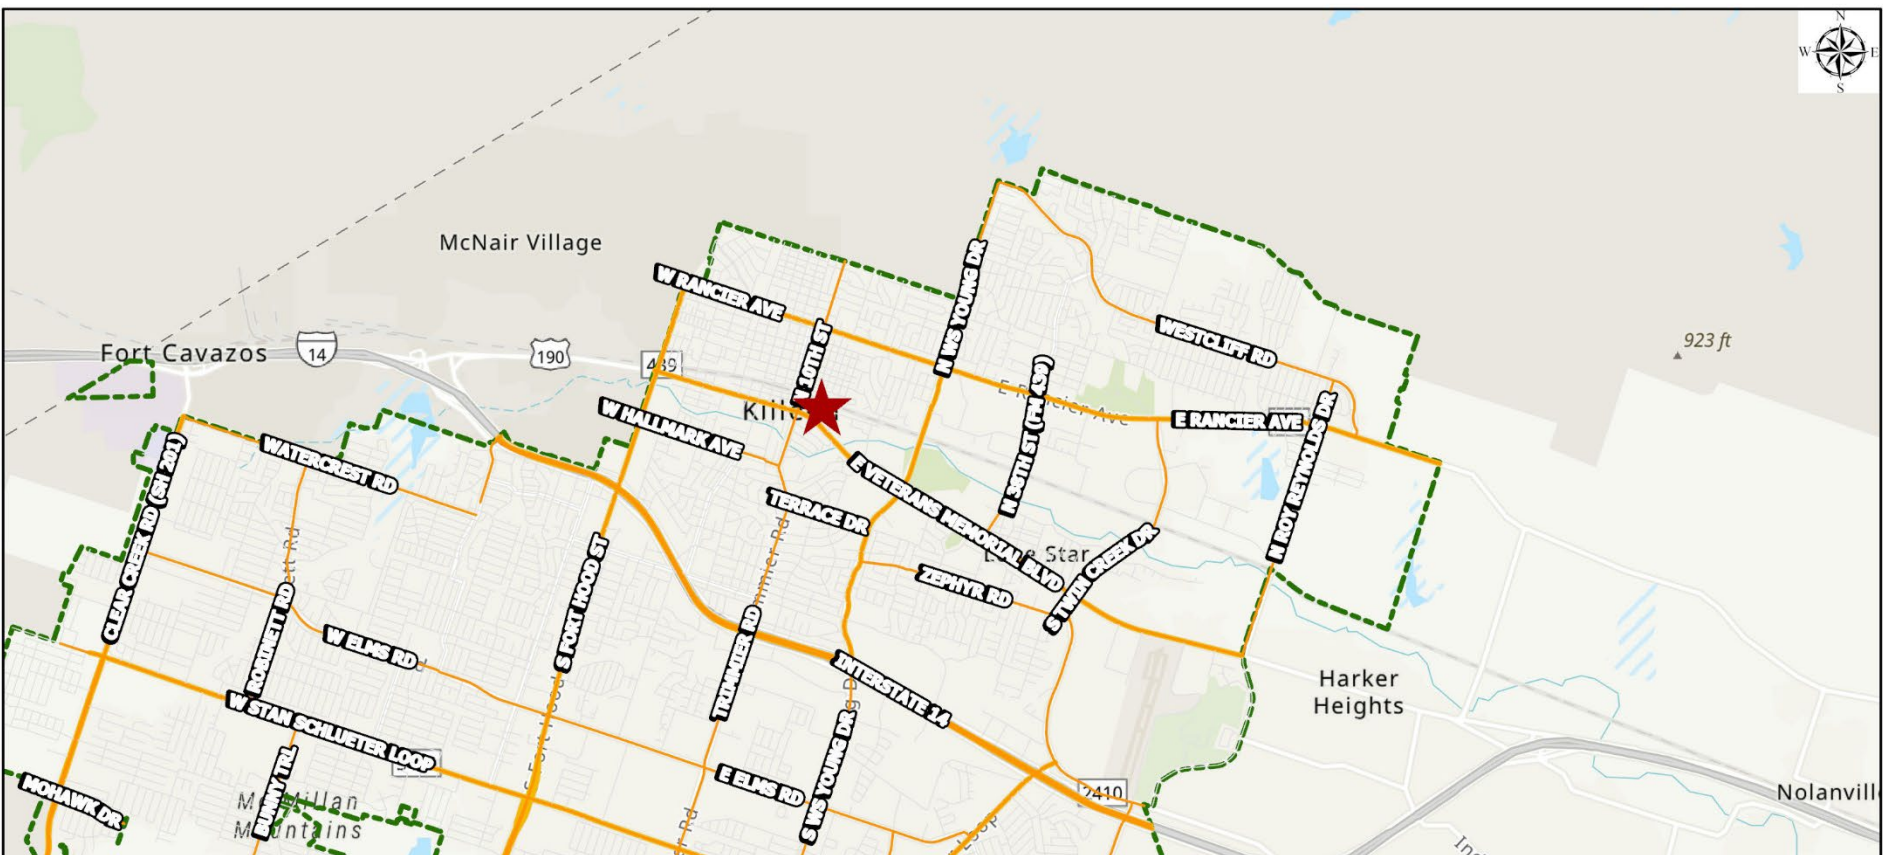 N
W E
S
McNair Village
W RANCIER AVE
N WS YOUNG DR
923 ft
WESTCLIFF RD
Fort Cavazos
14
190
N 10TH ST
E Rancier Ave
E RANCIER AVE
N 38TH ST (FM 439)
N ROY REYNOLDS DR
W HALLMARK AVE
WATERCREST RD
CLEAR CREEK RD (SH 201)
E VETERANS MEMORIAL BLVD
TERRACE DR
Star
S TWIN CREEK DR
ZEPHYR RD
S FORT HOOD ST
ROBINETT RD
W ELMS RD
TRIMMIER RD
INTERSTATE 14
Harker
Heights
W STAN SCHLUETER LOOP
S WS YOUNG DR
E ELMS RD
2410
Nolanville
MOHAWK DR
BUNNY TRL
Mountains
Loop